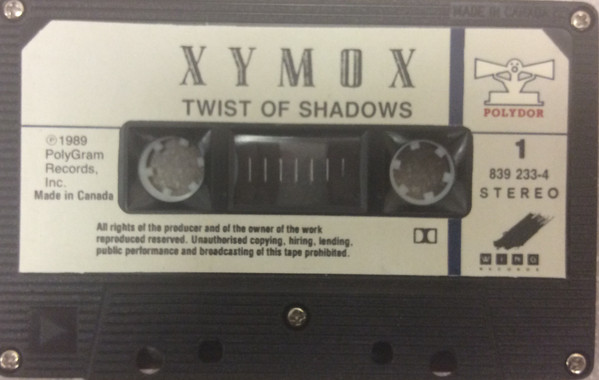 MADE IN CANADA
XYMOX
TWIST OF SHADOWS
POLYDOR
℗1989
PolyGram
Records,
Inc.
Made in Canada
1
839 233-4
STEREO
All rights of the producer and of the owner of the work
reproduced reserved. Unauthorised copying, hiring, lending,
public performance and broadcasting of this tape prohibited.
WING
RECORDS